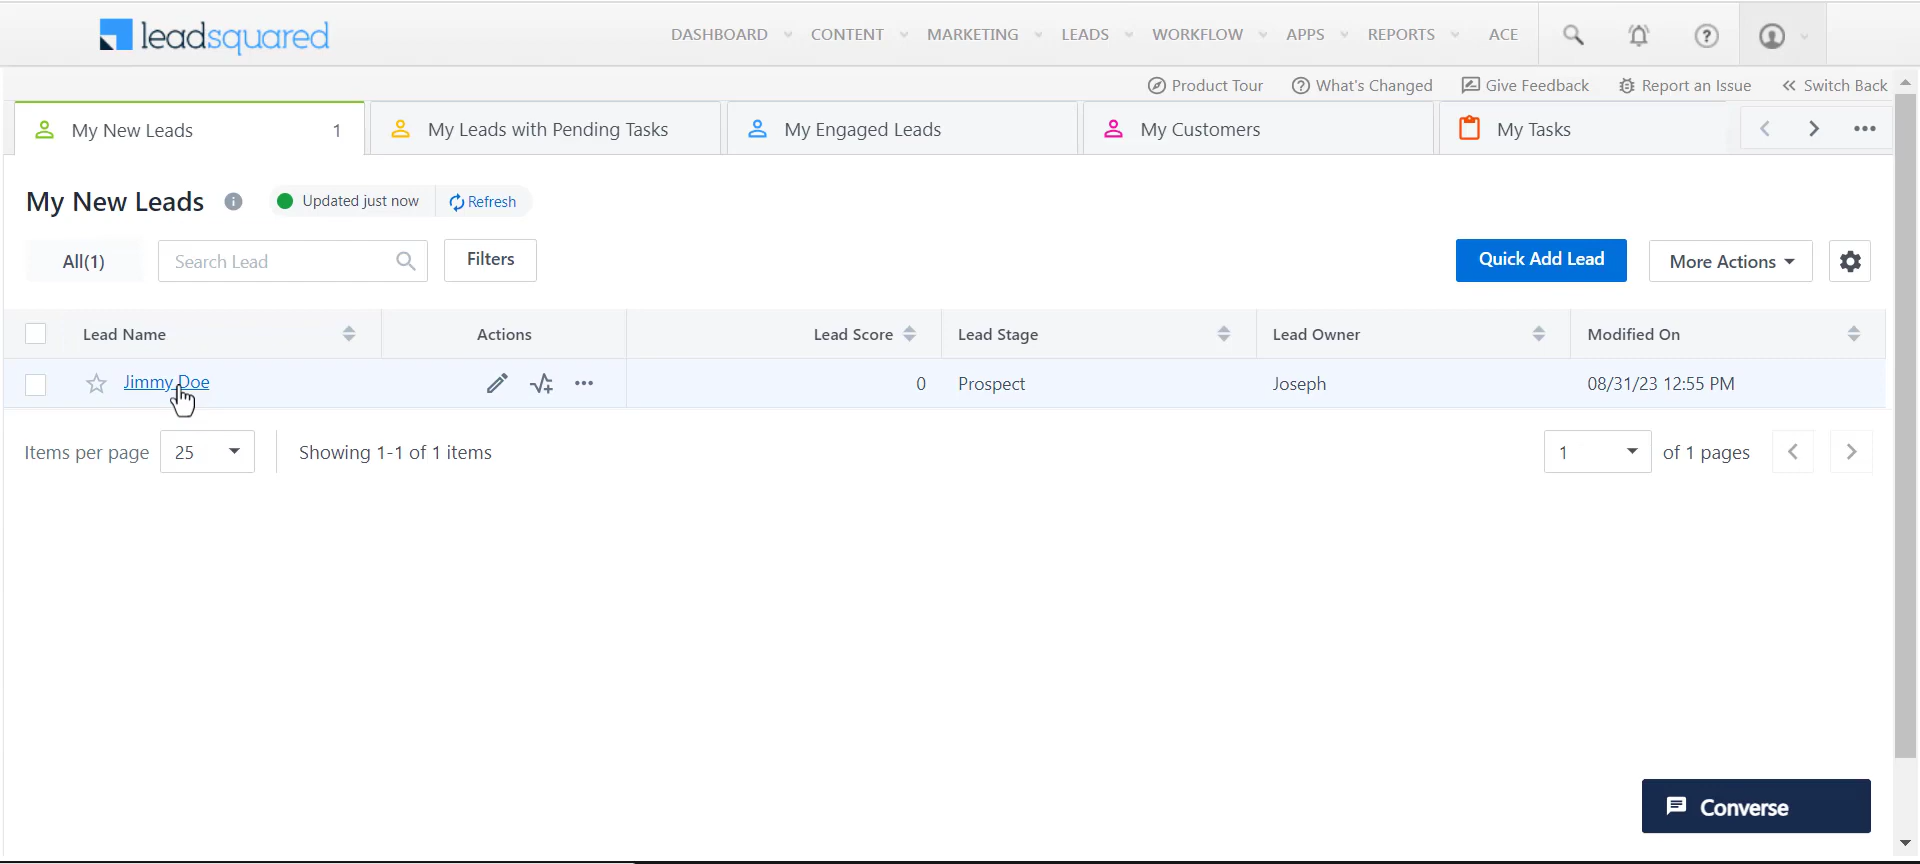 leadsquared DASHBOARD CONTENT MARKETING LEADS WORKFLOW APPS REPORTS ACE
Product Tour What's Changed Give Feedback Report an Issue Switch Back
My New Leads 1 My Leads with Pending Tasks My Engaged Leads My Customers My Tasks
My New Leads Updated just now Refresh
All(1) Search Lead Filters Quick Add Lead More Actions
Lead Name Actions Lead Score Lead Stage Lead Owner Modified On
Jimmy Doe 0 Prospect Joseph 08/31/23 12:55 PM
Items per page 25 Showing 1-1 of 1 items 1 of 1 pages
Converse